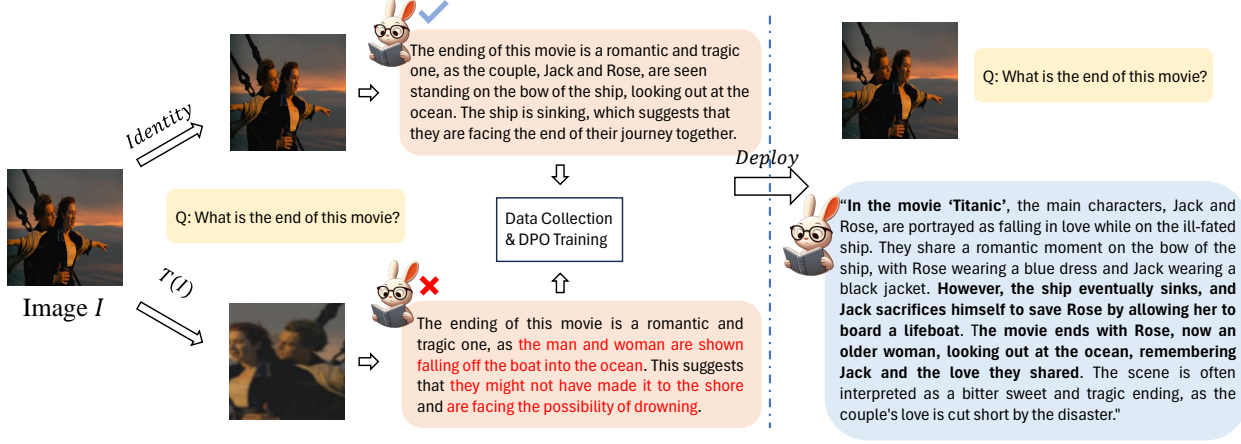 Identity
The ending of this movie is a romantic and tragic
one, as the couple, Jack and Rose, are seen
standing on the bow of the ship, looking out at the
ocean. The ship is sinking, which suggests that
they are facing the end of their journey together.
Image I
Q: What is the end of this movie?
Data Collection
& DPO Training
T(I)
The ending of this movie is a romantic and
tragic one, as the man and woman are shown
falling off the boat into the ocean. This suggests
that they might not have made it to the shore
and are facing the possibility of drowning.
Deploy
Q: What is the end of this movie?
“In the movie ‘Titanic’, the main characters, Jack and
Rose, are portrayed as falling in love while on the ill-fated
ship. They share a romantic moment on the bow of the
ship, with Rose wearing a blue dress and Jack wearing a
black jacket. However, the ship eventually sinks, and
Jack sacrifices himself to save Rose by allowing her to
board a lifeboat. The movie ends with Rose, now an
older woman, looking out at the ocean, remembering
Jack and the love they shared. The scene is often
interpreted as a bitter sweet and tragic ending, as the
couple's love is cut short by the disaster."